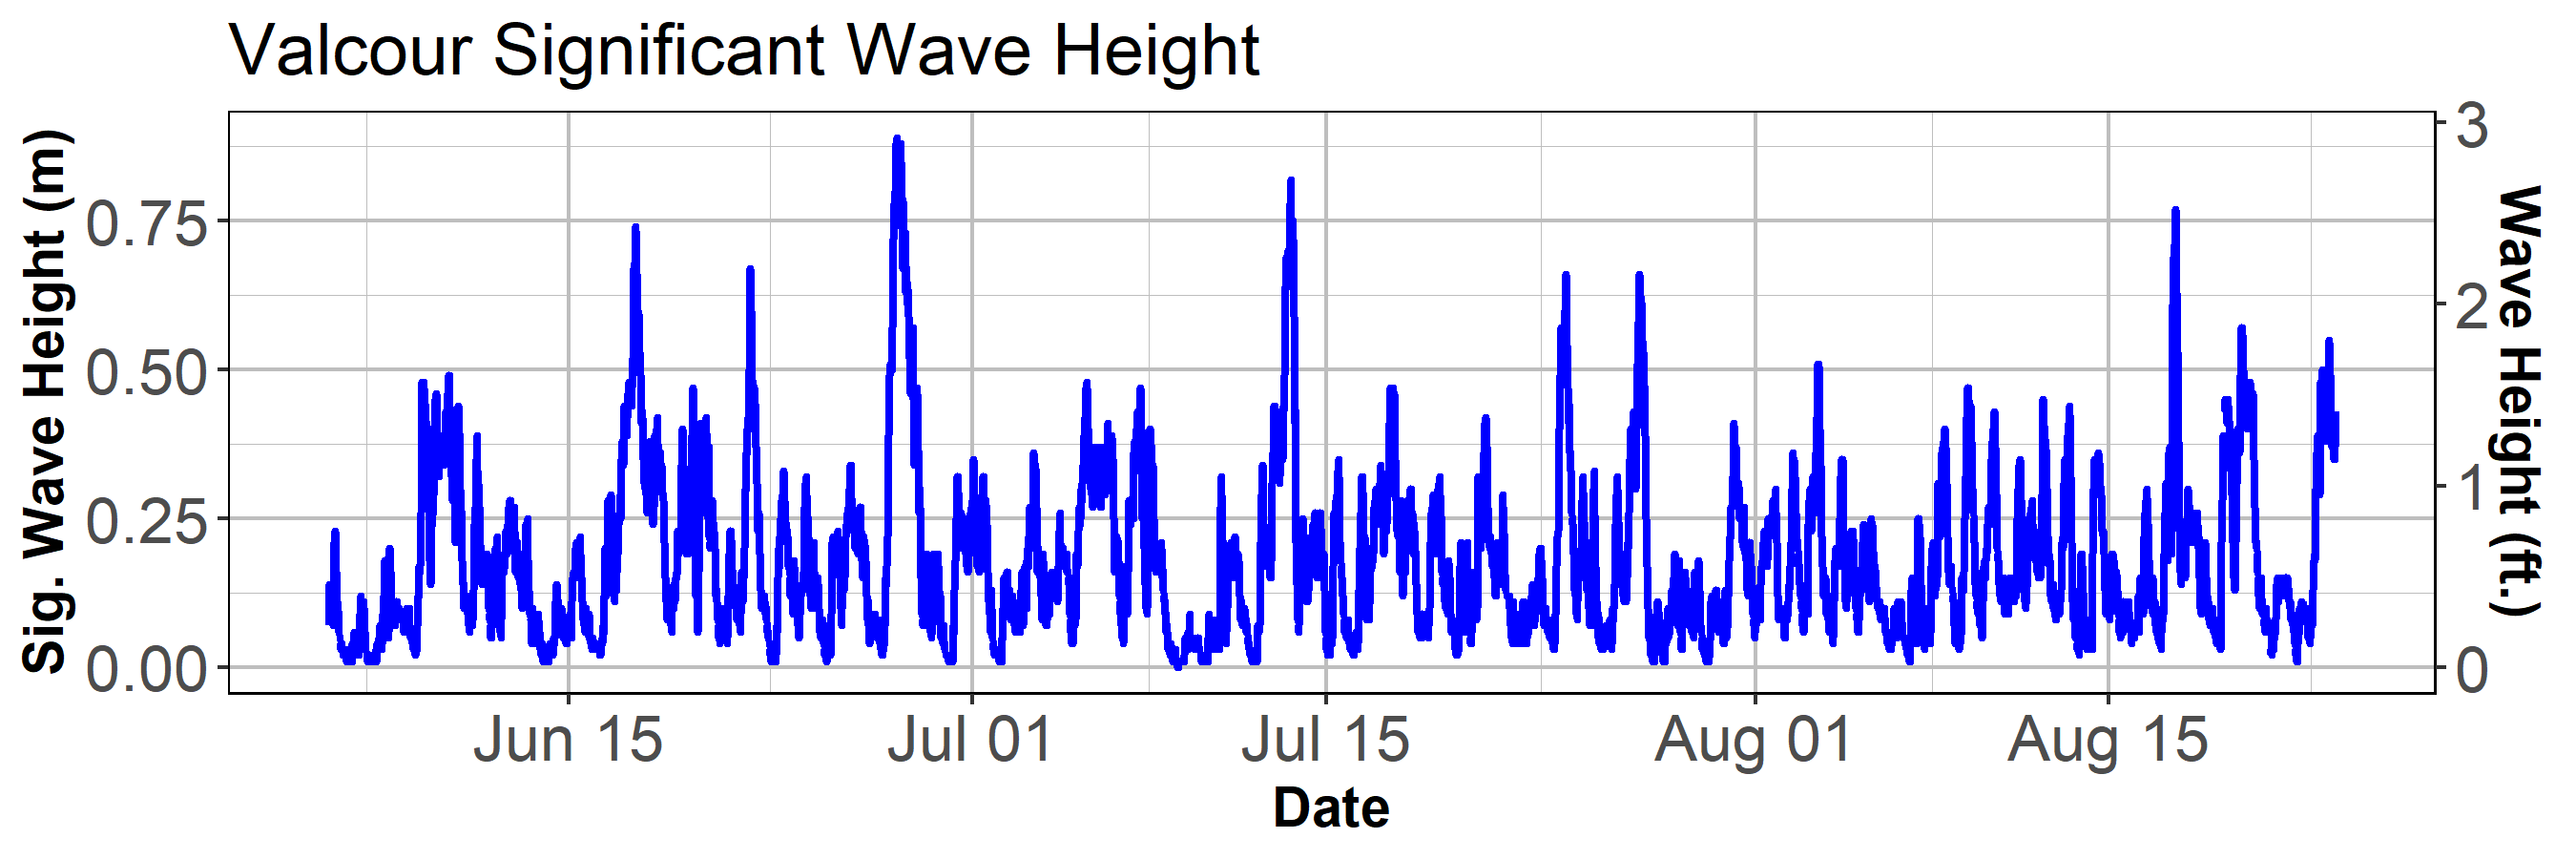 Valcour Significant Wave Height
Sig. Wave Height (m)
0.75
0.50
0.25
0.00
3
2
1
0
Wave Height (ft.)
Jun 15 Jul 01 Jul 15 Aug 01 Aug 15
Date